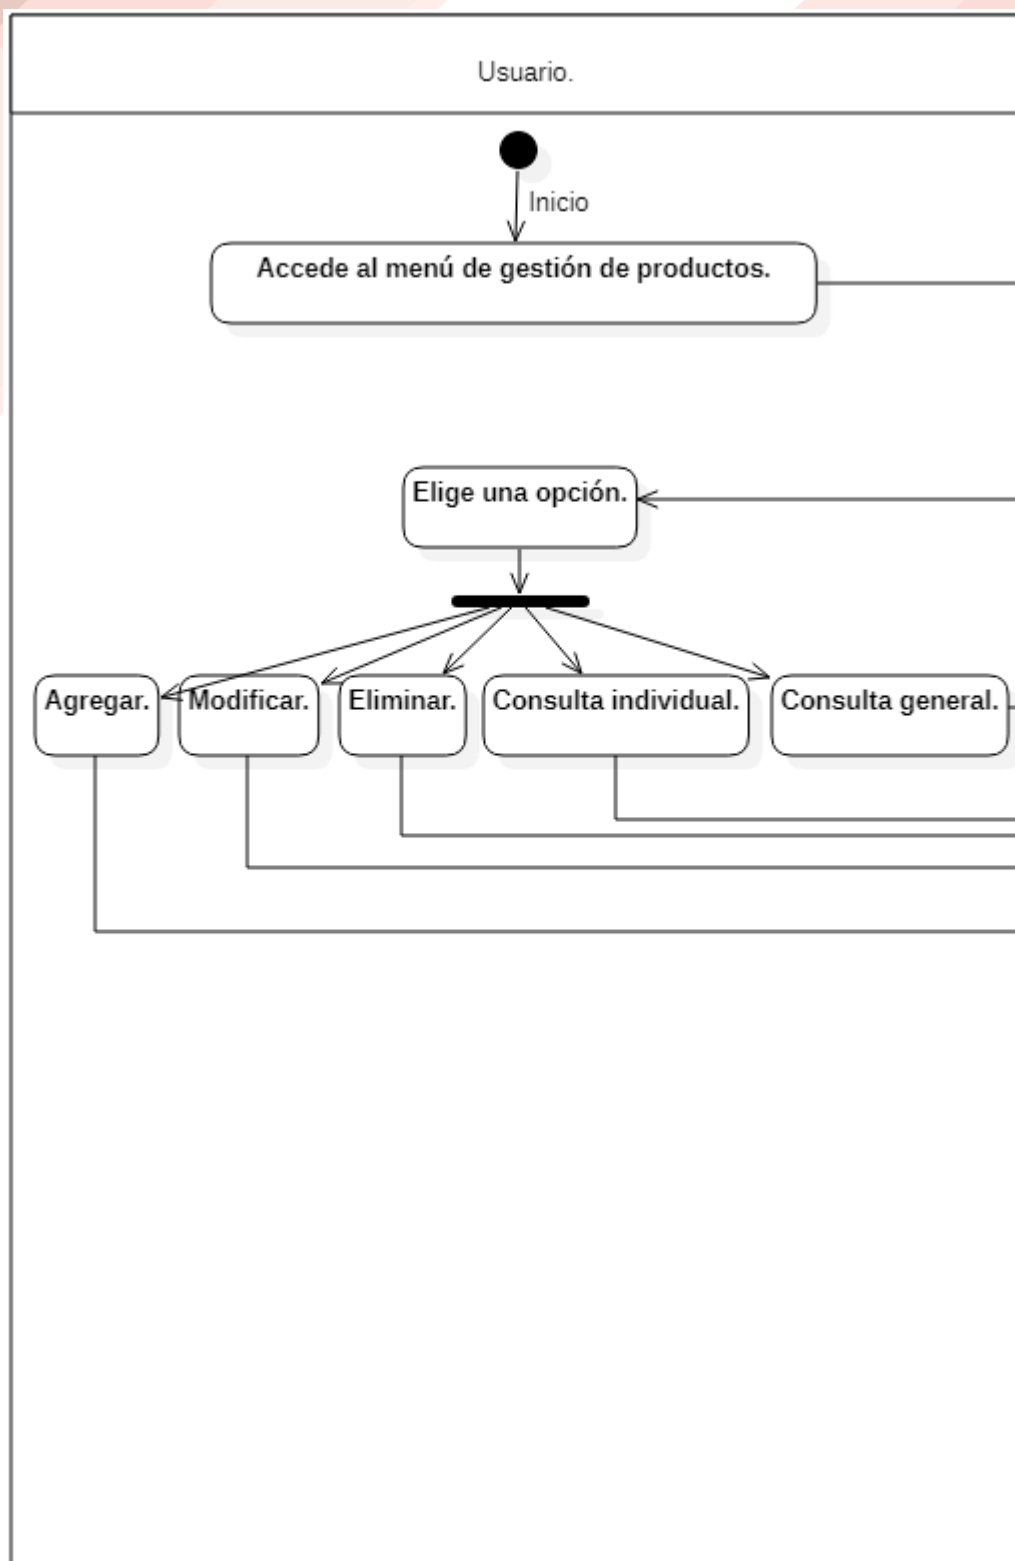 Usuario.
Inicio
Accede al menú de gestión de productos.
Elige una opción.
Agregar.
Modificar.
Eliminar.
Consulta individual.
Consulta general.